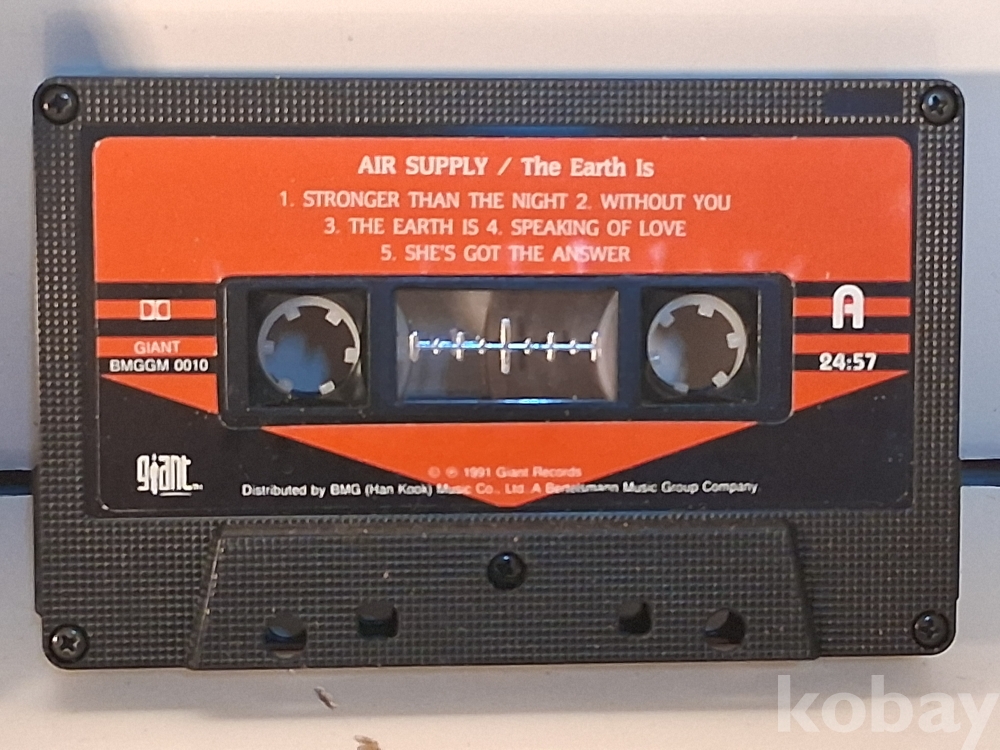 AIR SUPPLY / The Earth Is
1. STRONGER THAN THE NIGHT 2. WITHOUT YOU
3. THE EARTH IS 4. SPEAKING OF LOVE
5. SHE'S GOT THE ANSWER
A
GIANT
BMGGM 0010
24:57
giant
© ℗ 1991 Giant Records
Distributed by BMG (Han Kook) Music Co., Ltd. A Bertelsmann Music Group Company
kobay